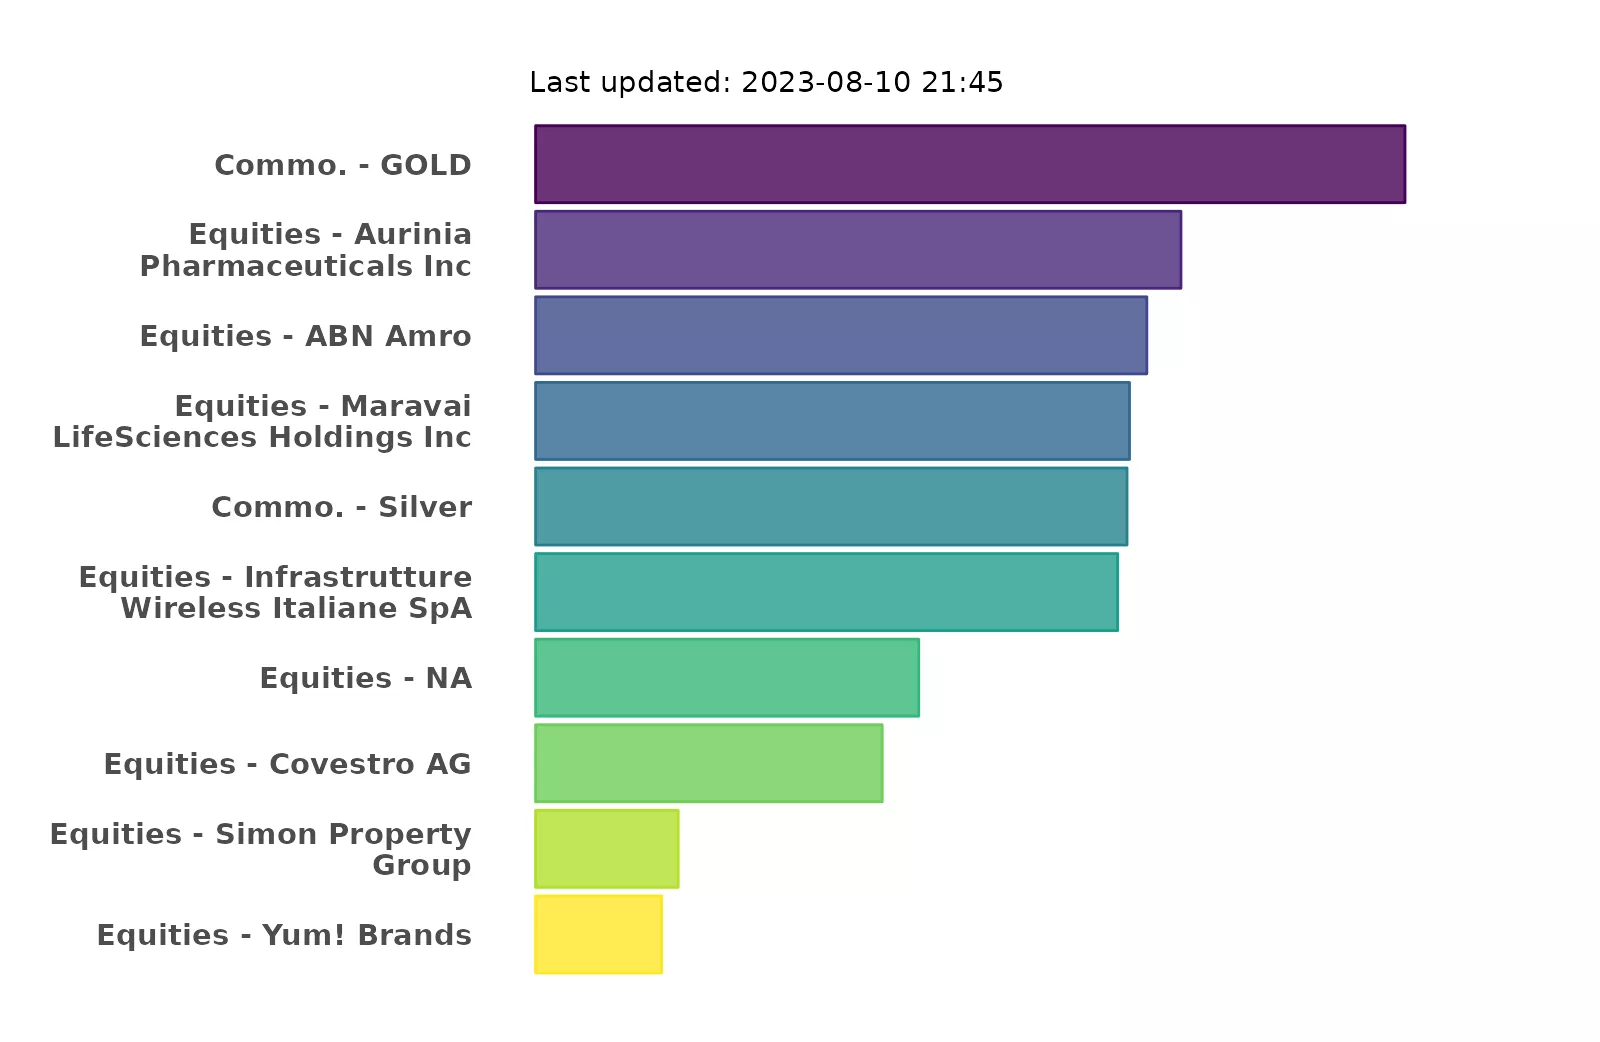 Last updated: 2023-08-10 21:45
Commo. - GOLD
Equities - Aurinia
Pharmaceuticals Inc
Equities - ABN Amro
Equities - Maravai
LifeSciences Holdings Inc
Commo. - Silver
Equities - Infrastrutture
Wireless Italiane SpA
Equities - NA
Equities - Covestro AG
Equities - Simon Property
Group
Equities - Yum! Brands